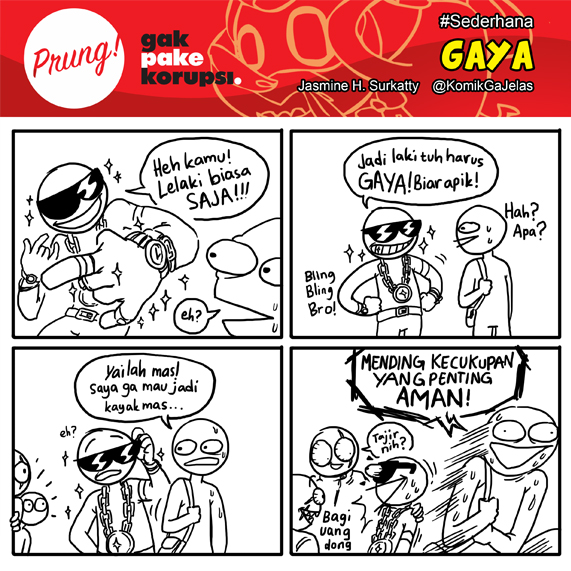 Prung!
gak
pake
korupsi.
#Sederhana
GAYA
Jasmine H. Surkatty @KomikGaJelas
Heh kamu!
Lelaki biasa
SAJA!!!
eh?
Jadi laki tuh harus
GAYA! Biar apik!
Hah?
Apa?
Bling
Bling
Bro!
Yailah mas!
saya ga mau jadi
kayak mas...
eh?
MENDING KECUKUPAN
YANG PENTING
AMAN!
Tajir
nih?
Bagi
uang
dong